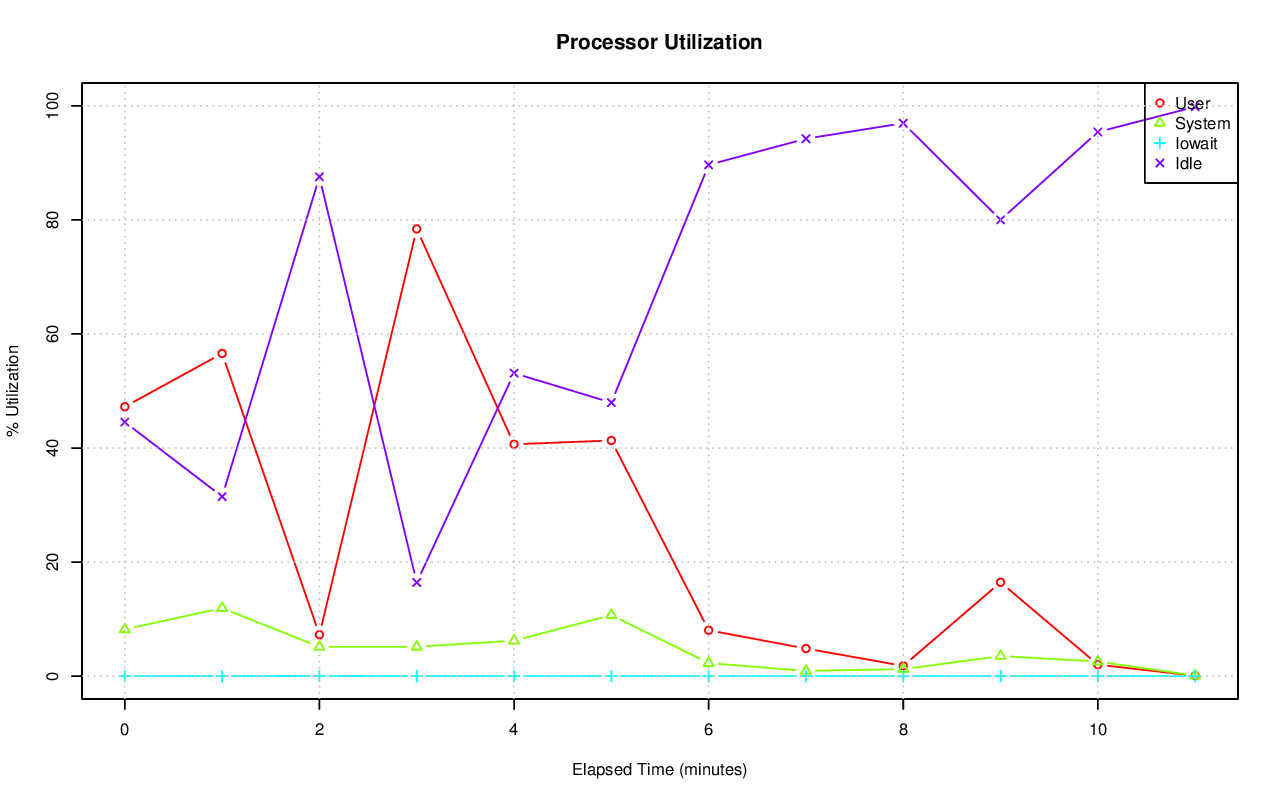 Processor Utilization
100
80
60
40
20
0
% Utilization
User
System
Iowait
Idle
0 2 4 6 8 10
Elapsed Time (minutes)